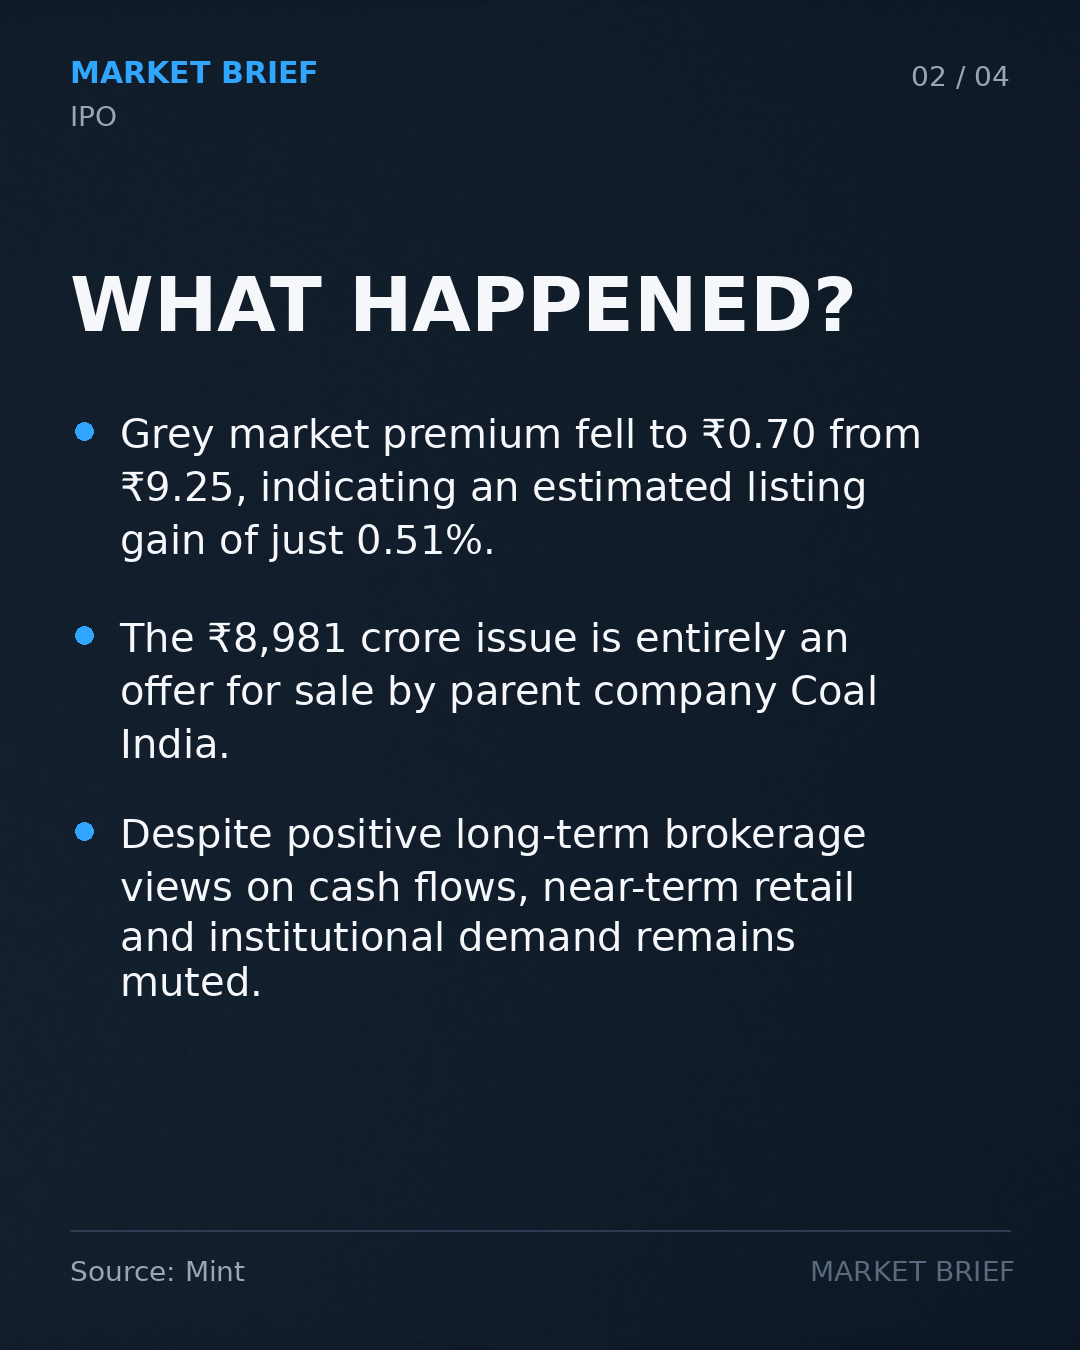 MARKET BRIEF
02 / 04
IPO
WHAT HAPPENED?
Grey market premium fell to ₹0.70 from
₹9.25, indicating an estimated listing
gain of just 0.51%.
The ₹8,981 crore issue is entirely an
offer for sale by parent company Coal
India.
Despite positive long-term brokerage
views on cash flows, near-term retail
and institutional demand remains
muted.
Source: Mint
MARKET BRIEF